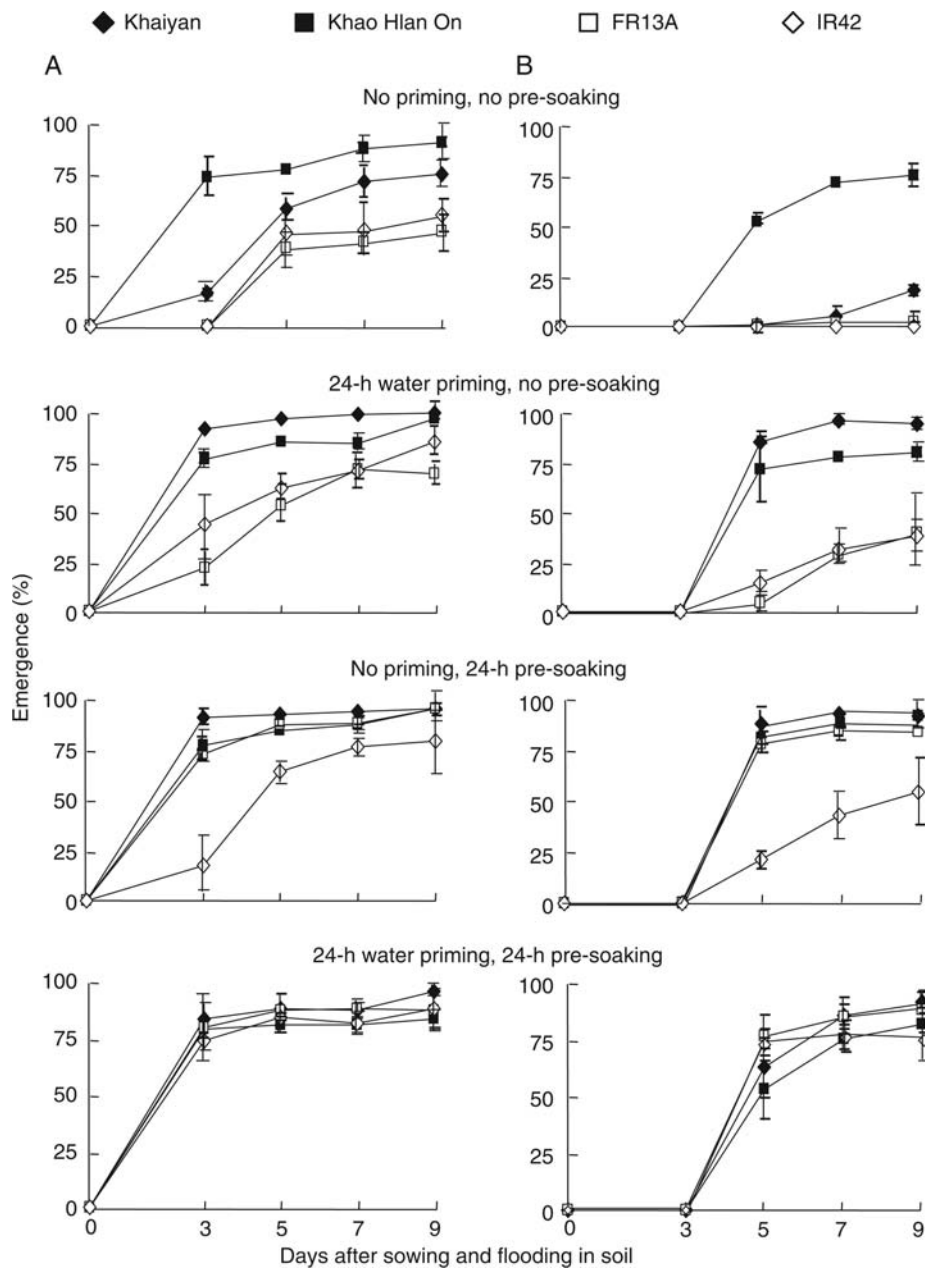 Khaiyan Khao Hlan On FR13A IR42
A B
No priming, no pre-soaking
100 100
75 75
50 50
25 25
0 0
24-h water priming, no pre-soaking
100 100
75 75
50 50
25 25
0 0
Emergence (%)
No priming, 24-h pre-soaking
100 100
75 75
50 50
25 25
0 0
24-h water priming, 24-h pre-soaking
100 100
75 75
50 50
25 25
0 0
0 3 5 7 9 0 3 5 7 9
Days after sowing and flooding in soil